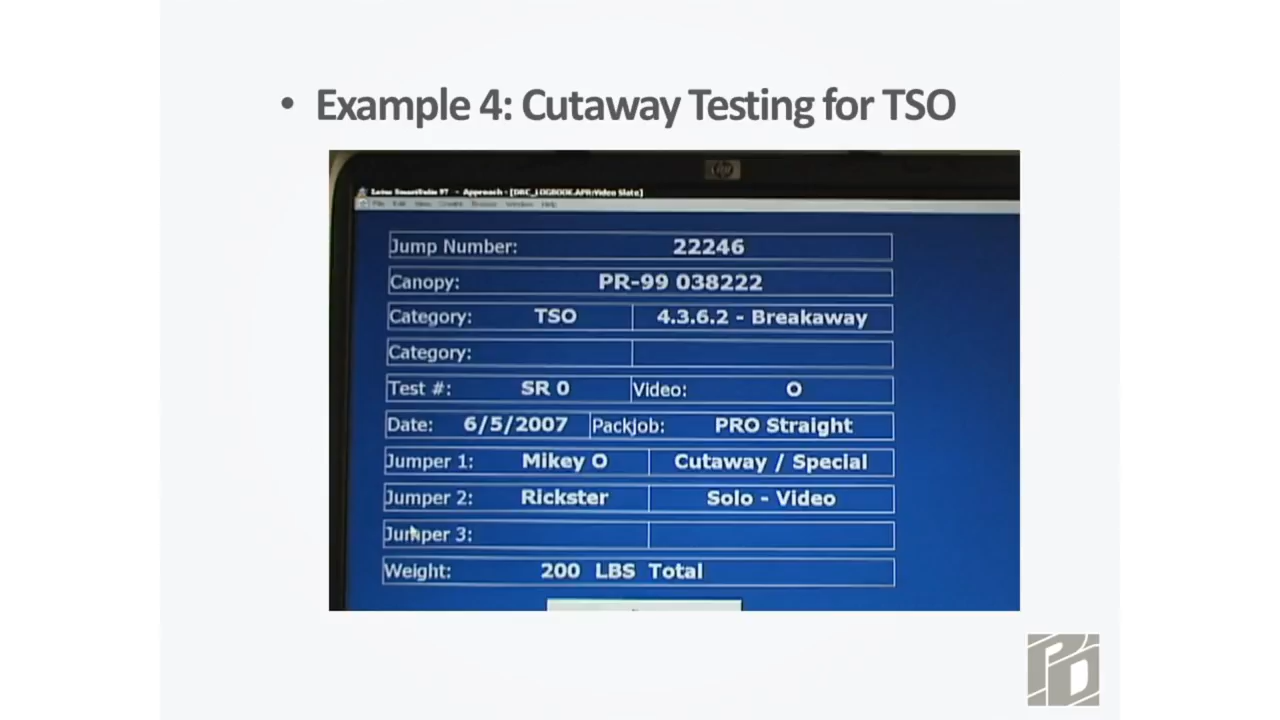 • Example 4: Cutaway Testing for TSO
Lotus SmartSuite 97 - Approach - [DRC_LOGBOOK.APR:Video Slate]
File Edit View Create Browse Window Help
Jump Number: 22246
Canopy: PR-99 038222
Category: TSO 4.3.6.2 - Breakaway
Category:
Test #: SR 0 Video: O
Date: 6/5/2007 Packjob: PRO Straight
Jumper 1: Mikey O Cutaway / Special
Jumper 2: Rickster Solo - Video
Jumper 3:
Weight: 200 LBS Total
hp
PD